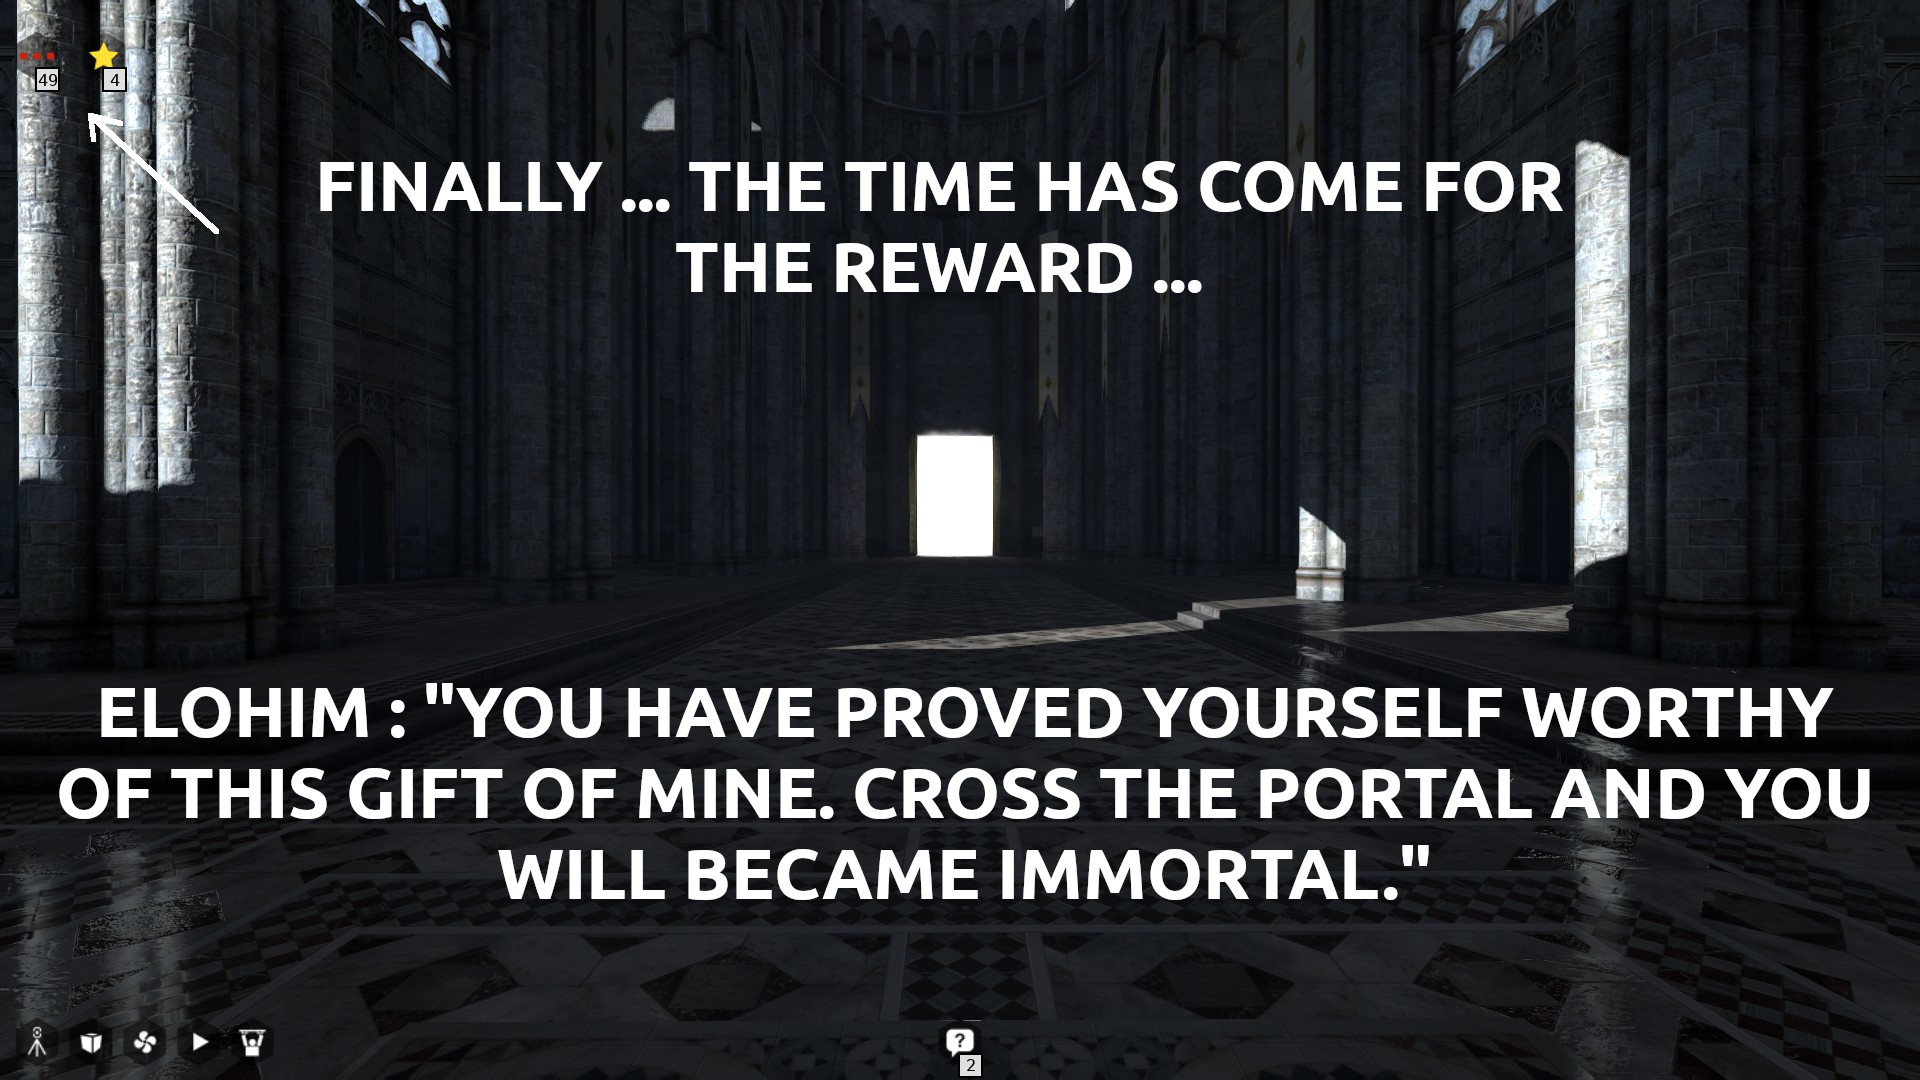 49
4
FINALLY ... THE TIME HAS COME FOR
THE REWARD ...
ELOHIM : "YOU HAVE PROVED YOURSELF WORTHY
OF THIS GIFT OF MINE. CROSS THE PORTAL AND YOU
WILL BECAME IMMORTAL."
?
2